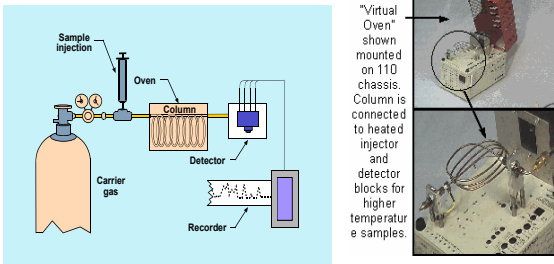 Sample
injection
Oven
Column
Detector
Carrier
gas
Recorder
"Virtual
Oven"
shown
mounted
on 110
chassis.
Column is
connected
to heated
injector
and
detector
blocks for
higher
temperatur
e samples.